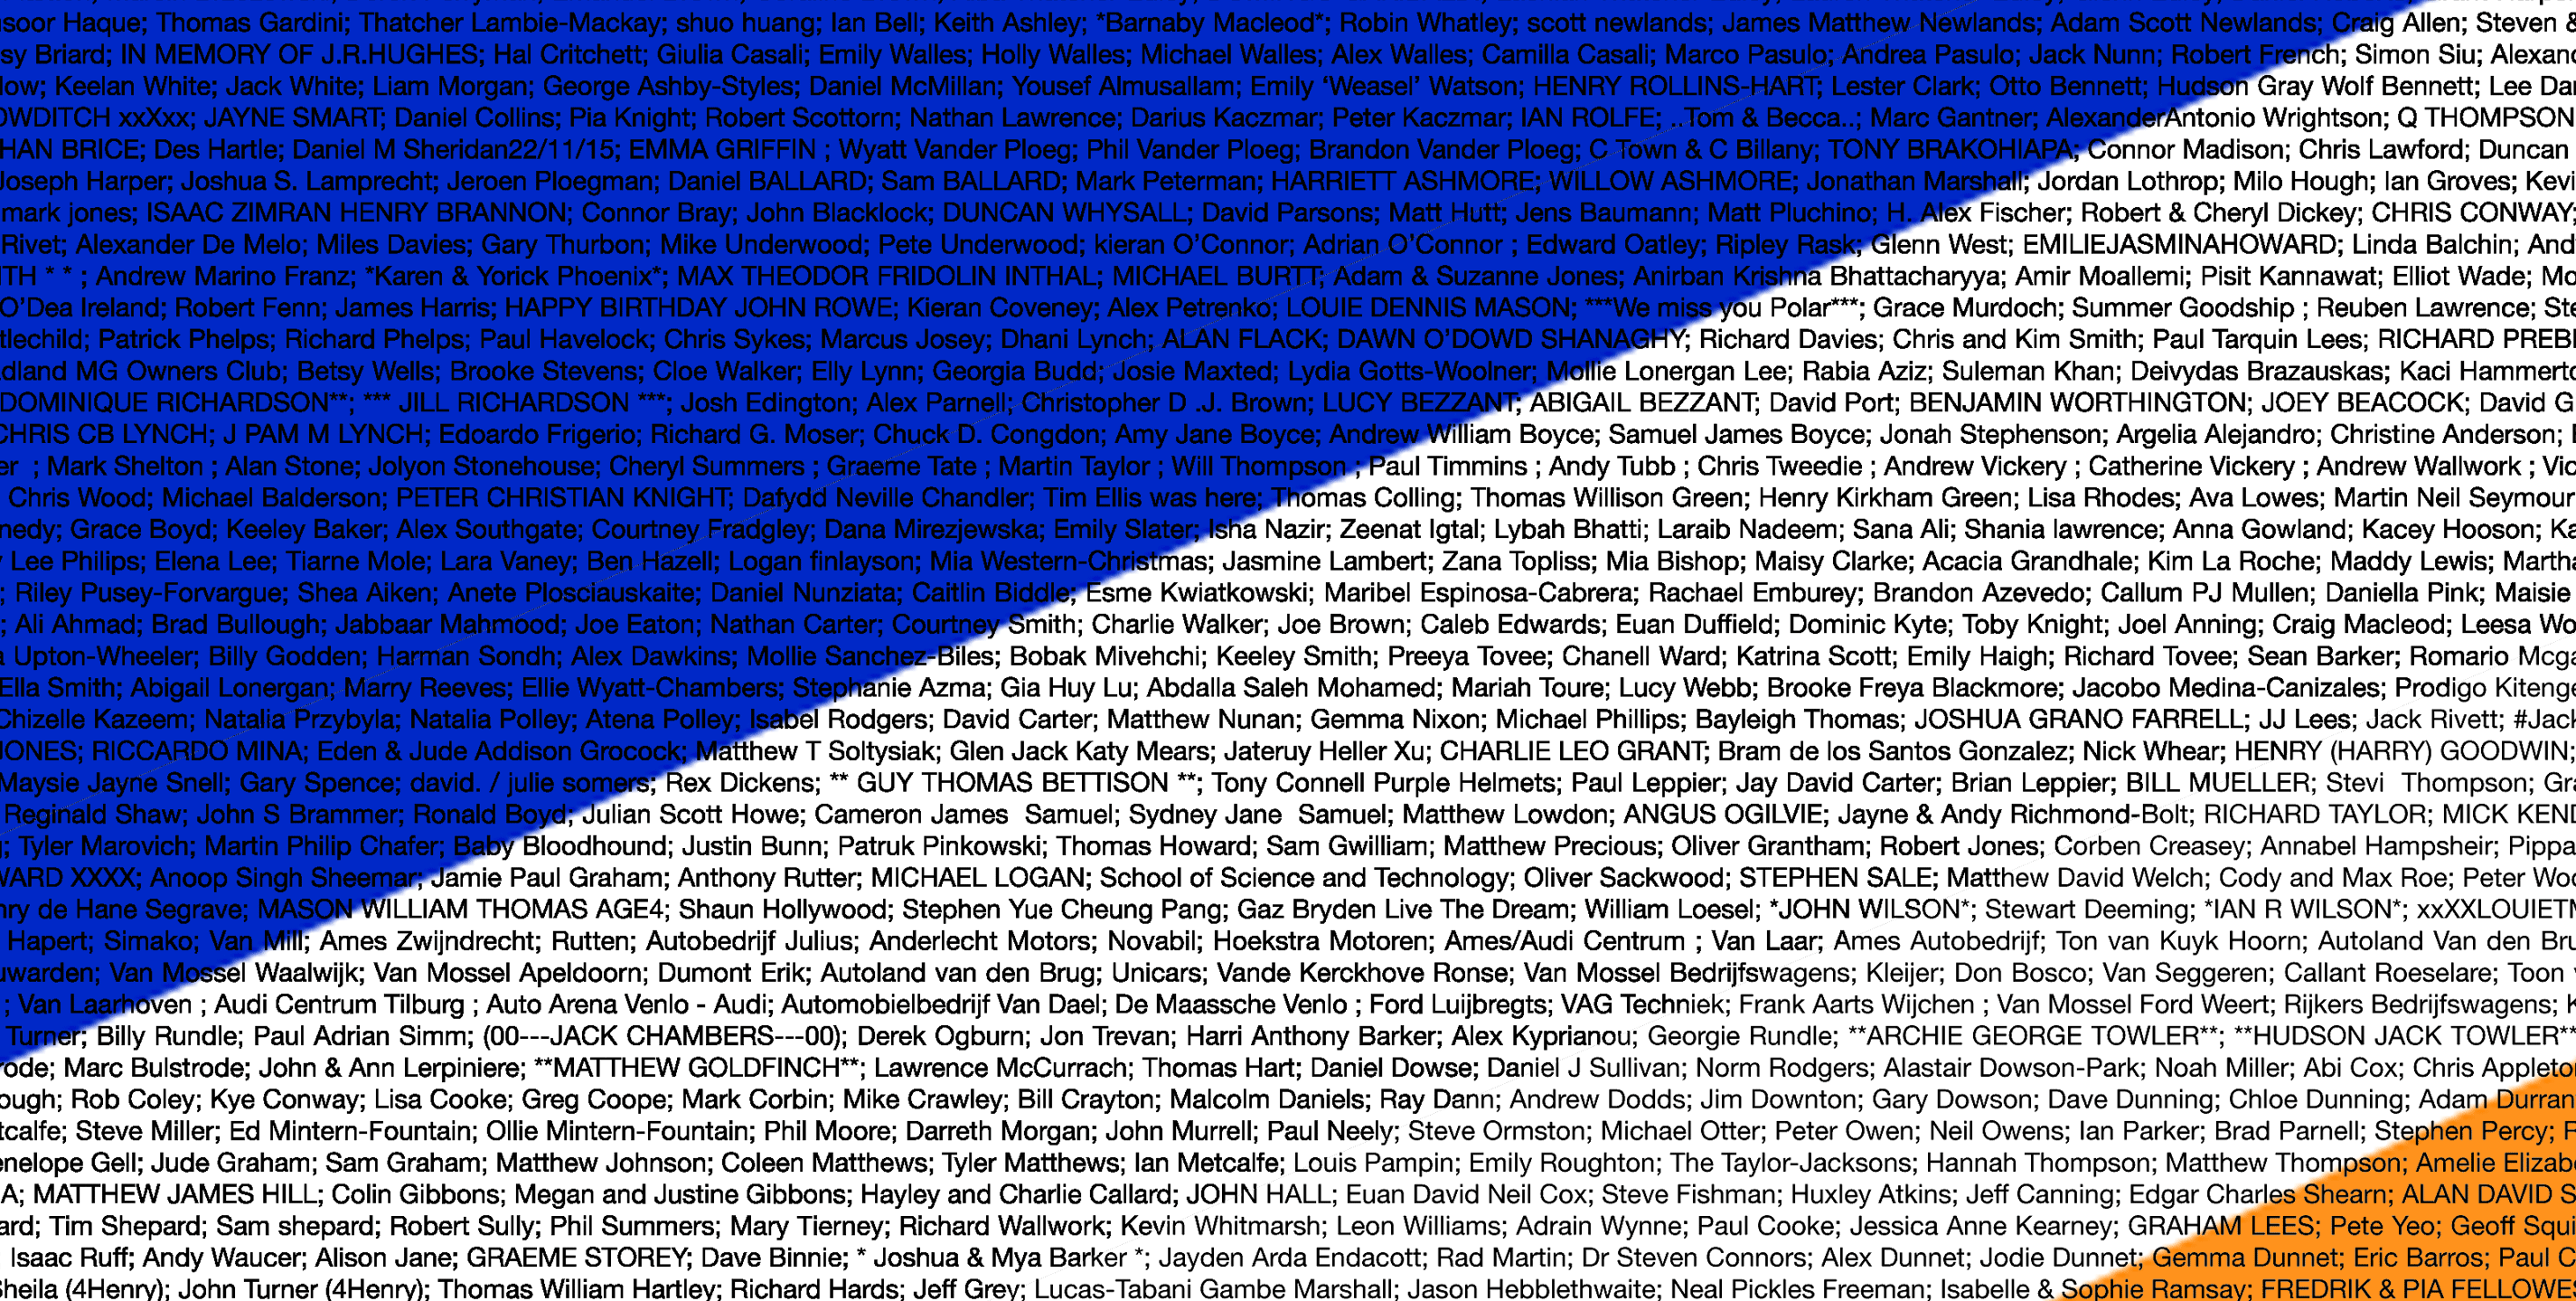 soor Haque; Thomas Gardini; Thatcher Lambie-Mackay; shuo huang; Ian Bell; Keith Ashley; *Barnaby Macleod*; Robin Whatley; scott newlands; James Matthew Newlands; Adam Scott Newlands; Craig Allen; Steven &
sy Briard; IN MEMORY OF J.R.HUGHES; Hal Critchett; Giulia Casali; Emily Walles; Holly Walles; Michael Walles; Alex Walles; Camilla Casali; Marco Pasulo; Andrea Pasulo; Jack Nunn; Robert French; Simon Siu; Alexand
low; Keelan White; Jack White; Liam Morgan; George Ashby-Styles; Daniel McMillan; Yousef Almusallam; Emily ‘Weasel’ Watson; HENRY ROLLINS-HART; Lester Clark; Otto Bennett; Hudson Gray Wolf Bennett; Lee Da
OWDITCH xxXxx; JAYNE SMART; Daniel Collins; Pia Knight; Robert Scottorn; Nathan Lawrence; Darius Kaczmar; Peter Kaczmar; IAN ROLFE; ..Tom & Becca..; Marc Gantner; AlexanderAntonio Wrightson; Q THOMPSON
HAN BRICE; Des Hartle; Daniel M Sheridan22/11/15; EMMA GRIFFIN ; Wyatt Vander Ploeg; Phil Vander Ploeg; Brandon Vander Ploeg; C Town & C Billany; TONY BRAKOHIAPA; Connor Madison; Chris Lawford; Duncan
Joseph Harper; Joshua S. Lamprecht; Jeroen Ploegman; Daniel BALLARD; Sam BALLARD; Mark Peterman; HARRIETT ASHMORE; WILLOW ASHMORE; Jonathan Marshall; Jordan Lothrop; Milo Hough; Ian Groves; Kevi
mark jones; ISAAC ZIMRAN HENRY BRANNON; Connor Bray; John Blacklock; DUNCAN WHYSALL; David Parsons; Matt Hutt; Jens Baumann; Matt Pluchino; H. Alex Fischer; Robert & Cheryl Dickey; CHRIS CONWAY;
Rivet; Alexander De Melo; Miles Davies; Gary Thurbon; Mike Underwood; Pete Underwood; kieran O’Connor; Adrian O’Connor ; Edward Oatley; Ripley Rask; Glenn West; EMILIEJASMINAHOWARD; Linda Balchin; And
TH * * ; Andrew Marino Franz; *Karen & Yorick Phoenix*; MAX THEODOR FRIDOLIN INTHAL; MICHAEL BURTT; Adam & Suzanne Jones; Anirban Krishna Bhattacharyya; Amir Moallemi; Pisit Kannawat; Elliot Wade; Mo
O’Dea Ireland; Robert Fenn; James Harris; HAPPY BIRTHDAY JOHN ROWE; Kieran Coveney; Alex Petrenko; LOUIE DENNIS MASON; ***We miss you Polar***; Grace Murdoch; Summer Goodship ; Reuben Lawrence; Ste
tlechild; Patrick Phelps; Richard Phelps; Paul Havelock; Chris Sykes; Marcus Josey; Dhani Lynch; ALAN FLACK; DAWN O’DOWD SHANAGHY; Richard Davies; Chris and Kim Smith; Paul Tarquin Lees; RICHARD PREB
dland MG Owners Club; Betsy Wells; Brooke Stevens; Cloe Walker; Elly Lynn; Georgia Budd; Josie Maxted; Lydia Gotts-Woolner; Mollie Lonergan Lee; Rabia Aziz; Suleman Khan; Deivydas Brazauskas; Kaci Hammerto
DOMINIQUE RICHARDSON**; *** JILL RICHARDSON ***; Josh Edington; Alex Parnell; Christopher D .J. Brown; LUCY BEZZANT; ABIGAIL BEZZANT; David Port; BENJAMIN WORTHINGTON; JOEY BEACOCK; David G
CHRIS CB LYNCH; J PAM M LYNCH; Edoardo Frigerio; Richard G. Moser; Chuck D. Congdon; Amy Jane Boyce; Andrew William Boyce; Samuel James Boyce; Jonah Stephenson; Argelia Alejandro; Christine Anderson;
er ; Mark Shelton ; Alan Stone; Jolyon Stonehouse; Cheryl Summers ; Graeme Tate ; Martin Taylor ; Will Thompson ; Paul Timmins ; Andy Tubb ; Chris Tweedie ; Andrew Vickery ; Catherine Vickery ; Andrew Wallwork ; Vic
Chris Wood; Michael Balderson; PETER CHRISTIAN KNIGHT; Dafydd Neville Chandler; Tim Ellis was here; Thomas Colling; Thomas Willison Green; Henry Kirkham Green; Lisa Rhodes; Ava Lowes; Martin Neil Seymour
nedy; Grace Boyd; Keeley Baker; Alex Southgate; Courtney Fradgley; Dana Mirezjewska; Emily Slater; Isha Nazir; Zeenat Igtal; Lybah Bhatti; Laraib Nadeem; Sana Ali; Shania lawrence; Anna Gowland; Kacey Hooson; Ka
Lee Philips; Elena Lee; Tiarne Mole; Lara Vaney; Ben Hazell; Logan finlayson; Mia Western-Christmas; Jasmine Lambert; Zana Topliss; Mia Bishop; Maisy Clarke; Acacia Grandhale; Kim La Roche; Maddy Lewis; Martha
; Riley Pusey-Forvargue; Shea Aiken; Anete Plosciauskaite; Daniel Nunziata; Caitlin Biddle; Esme Kwiatkowski; Maribel Espinosa-Cabrera; Rachael Emburey; Brandon Azevedo; Callum PJ Mullen; Daniella Pink; Maisie
; Ali Ahmad; Brad Bullough; Jabbaar Mahmood; Joe Eaton; Nathan Carter; Courtney Smith; Charlie Walker; Joe Brown; Caleb Edwards; Euan Duffield; Dominic Kyte; Toby Knight; Joel Anning; Craig Macleod; Leesa Wo
a Upton-Wheeler; Billy Godden; Harman Sondh; Alex Dawkins; Mollie Sanchez-Biles; Bobak Mivehchi; Keeley Smith; Preeya Tovee; Chanell Ward; Katrina Scott; Emily Haigh; Richard Tovee; Sean Barker; Romario Mcga
Ella Smith; Abigail Lonergan; Marry Reeves; Ellie Wyatt-Chambers; Stephanie Azma; Gia Huy Lu; Abdalla Saleh Mohamed; Mariah Toure; Lucy Webb; Brooke Freya Blackmore; Jacobo Medina-Canizales; Prodigo Kitenge
Chizelle Kazeem; Natalia Przybyla; Natalia Polley; Atena Polley; Isabel Rodgers; David Carter; Matthew Nunan; Gemma Nixon; Michael Phillips; Bayleigh Thomas; JOSHUA GRANO FARRELL; JJ Lees; Jack Rivett; #Jack
JONES; RICCARDO MINA; Eden & Jude Addison Grocock; Matthew T Soltysiak; Glen Jack Katy Mears; Jateruy Heller Xu; CHARLIE LEO GRANT; Bram de los Santos Gonzalez; Nick Whear; HENRY (HARRY) GOODWIN;
Maysie Jayne Snell; Gary Spence; david. / julie somers; Rex Dickens; ** GUY THOMAS BETTISON **; Tony Connell Purple Helmets; Paul Leppier; Jay David Carter; Brian Leppier; BILL MUELLER; Stevi  Thompson; Gra
Reginald Shaw; John S Brammer; Ronald Boyd; Julian Scott Howe; Cameron James  Samuel; Sydney Jane  Samuel; Matthew Lowdon; ANGUS OGILVIE; Jayne & Andy Richmond-Bolt; RICHARD TAYLOR; MICK KEND
; Tyler Marovich; Martin Philip Chafer; Baby Bloodhound; Justin Bunn; Patruk Pinkowski; Thomas Howard; Sam Gwilliam; Matthew Precious; Oliver Grantham; Robert Jones; Corben Creasey; Annabel Hampsheir; Pippa
WARD XXXX; Anoop Singh Sheemar; Jamie Paul Graham; Anthony Rutter; MICHAEL LOGAN; School of Science and Technology; Oliver Sackwood; STEPHEN SALE; Matthew David Welch; Cody and Max Roe; Peter Woo
nry de Hane Segrave; MASON WILLIAM THOMAS AGE4; Shaun Hollywood; Stephen Yue Cheung Pang; Gaz Bryden Live The Dream; William Loesel; *JOHN WILSON*; Stewart Deeming; *IAN R WILSON*; xxXXLOUIETM
Hapert; Simako; Van Mill; Ames Zwijndrecht; Rutten; Autobedrijf Julius; Anderlecht Motors; Novabil; Hoekstra Motoren; Ames/Audi Centrum ; Van Laar; Ames Autobedrijf; Ton van Kuyk Hoorn; Autoland Van den Bru
uwarden; Van Mossel Waalwijk; Van Mossel Apeldoorn; Dumont Erik; Autoland van den Brug; Unicars; Vande Kerckhove Ronse; Van Mossel Bedrijfswagens; Kleijer; Don Bosco; Van Seggeren; Callant Roeselare; Toon
; Van Laarhoven ; Audi Centrum Tilburg ; Auto Arena Venlo - Audi; Automobielbedrijf Van Dael; De Maassche Venlo ; Ford Luijbregts; VAG Techniek; Frank Aarts Wijchen ; Van Mossel Ford Weert; Rijkers Bedrijfswagens; K
Turner; Billy Rundle; Paul Adrian Simm; (00---JACK CHAMBERS---00); Derek Ogburn; Jon Trevan; Harri Anthony Barker; Alex Kyprianou; Georgie Rundle; **ARCHIE GEORGE TOWLER**; **HUDSON JACK TOWLER**
rode; Marc Bulstrode; John & Ann Lerpiniere; **MATTHEW GOLDFINCH**; Lawrence McCurrach; Thomas Hart; Daniel Dowse; Daniel J Sullivan; Norm Rodgers; Alastair Dowson-Park; Noah Miller; Abi Cox; Chris Appleton
ough; Rob Coley; Kye Conway; Lisa Cooke; Greg Coope; Mark Corbin; Mike Crawley; Bill Crayton; Malcolm Daniels; Ray Dann; Andrew Dodds; Jim Downton; Gary Dowson; Dave Dunning; Chloe Dunning; Adam Durran
tcalfe; Steve Miller; Ed Mintern-Fountain; Ollie Mintern-Fountain; Phil Moore; Darreth Morgan; John Murrell; Paul Neely; Steve Ormston; Michael Otter; Peter Owen; Neil Owens; Ian Parker; Brad Parnell; Stephen Percy; R
enelope Gell; Jude Graham; Sam Graham; Matthew Johnson; Coleen Matthews; Tyler Matthews; Ian Metcalfe; Louis Pampin; Emily Roughton; The Taylor-Jacksons; Hannah Thompson; Matthew Thompson; Amelie Elizabe
A; MATTHEW JAMES HILL; Colin Gibbons; Megan and Justine Gibbons; Hayley and Charlie Callard; JOHN HALL; Euan David Neil Cox; Steve Fishman; Huxley Atkins; Jeff Canning; Edgar Charles Shearn; ALAN DAVID S
ard; Tim Shepard; Sam shepard; Robert Sully; Phil Summers; Mary Tierney; Richard Wallwork; Kevin Whitmarsh; Leon Williams; Adrain Wynne; Paul Cooke; Jessica Anne Kearney; GRAHAM LEES; Pete Yeo; Geoff Squi
Isaac Ruff; Andy Waucer; Alison Jane; GRAEME STOREY; Dave Binnie; * Joshua & Mya Barker *; Jayden Arda Endacott; Rad Martin; Dr Steven Connors; Alex Dunnet; Jodie Dunnet; Gemma Dunnet; Eric Barros; Paul C
Sheila (4Henry); John Turner (4Henry); Thomas William Hartley; Richard Hards; Jeff Grey; Lucas-Tabani Gambe Marshall; Jason Hebblethwaite; Neal Pickles Freeman; Isabelle & Sophie Ramsay; FREDRIK & PIA FELLOWES